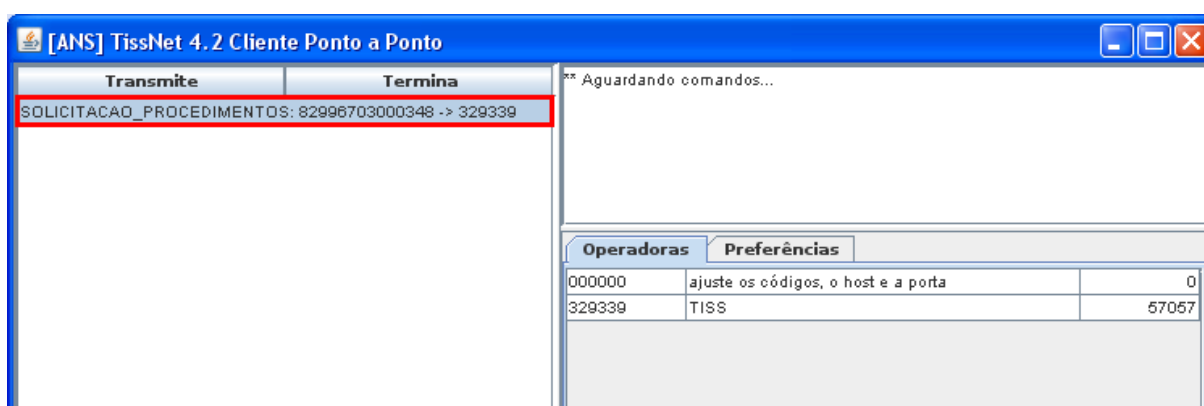 [ANS] TissNet 4.2 Cliente Ponto a Ponto
Transmite Termina
SOLICITACAO_PROCEDIMENTOS: 82996703000348 -> 329339
** Aguardando comandos...
Operadoras Preferências
000000 ajuste os códigos, o host e a porta 0
329339 TISS 57057